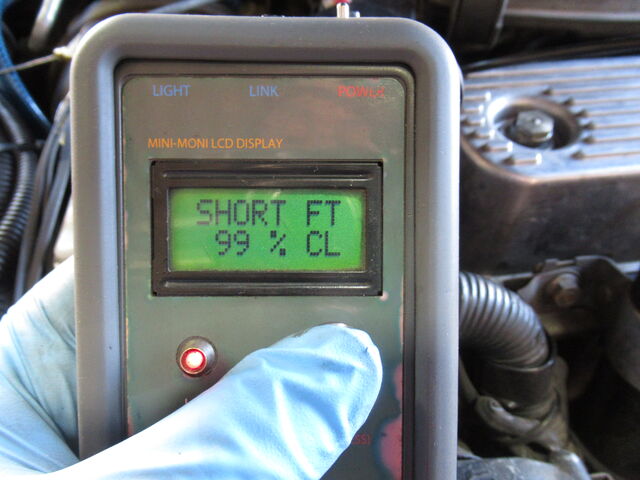 LIGHT LINK POWER
MINI-MONI LCD DISPLAY
SHORT FT
99 % CL